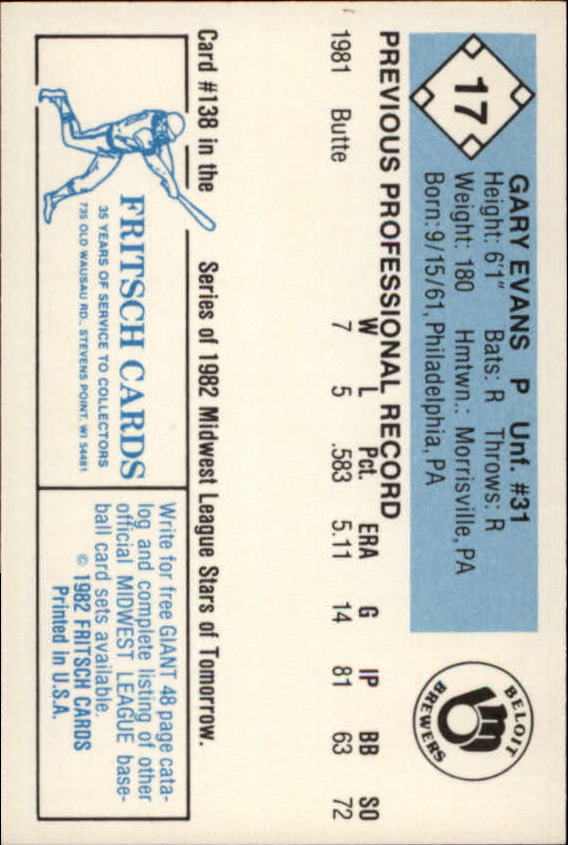 17
GARY EVANS P Unf. #31
Height: 6'1" Bats: R Throws: R
Weight: 180 Hmtwn.: Morrisville, PA
Born: 9/15/61, Philadelphia, PA
BELOIT
BREWERS
PREVIOUS PROFESSIONAL RECORD
W L Pct. ERA G IP BB SO
1981 Butte 7 5 .583 5.11 14 81 63 72
Card #138 in the Series of 1982 Midwest League Stars of Tomorrow.
FRITSCH CARDS
35 YEARS OF SERVICE TO COLLECTORS
735 OLD WAUSAU RD., STEVENS POINT, WI 54481
Write for free GIANT 48 page cata-
log and complete listing of other
official MIDWEST LEAGUE base-
ball card sets available.
© 1982 FRITSCH CARDS
Printed in U.S.A.